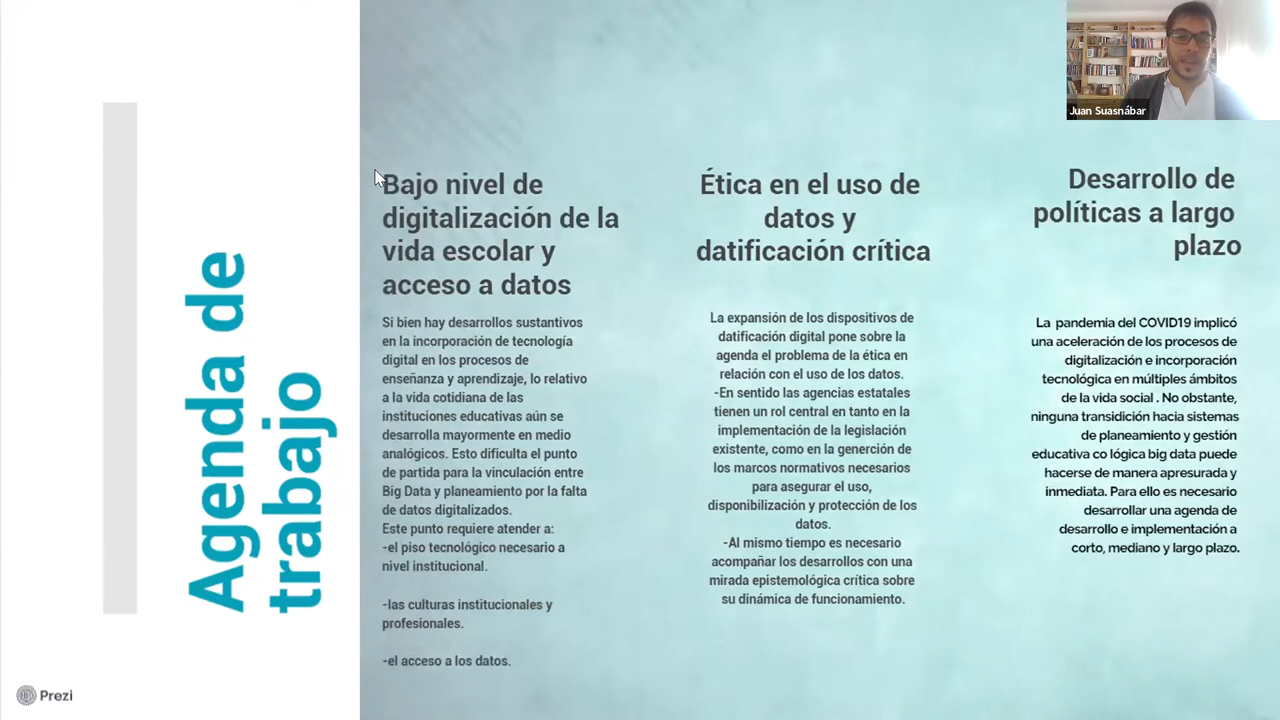 Agenda de
trabajo
Bajo nivel de
digitalización de la
vida escolar y
acceso a datos
Si bien hay desarrollos sustantivos
en la incorporación de tecnología
digital en los procesos de
enseñanza y aprendizaje, lo relativo
a la vida cotidiana de las
instituciones educativas aún se
desarrolla mayormente en medio
analógicos. Esto dificulta el punto
de partida para la vinculación entre
Big Data y planeamiento por la falta
de datos digitalizados.
Este punto requiere atender a:
-el piso tecnológico necesario a
nivel institucional.
-las culturas institucionales y
profesionales.
-el acceso a los datos.
Ética en el uso de
datos y
datificación crítica
La expansión de los dispositivos de
datificación digital pone sobre la
agenda el problema de la ética en
relación con el uso de los datos.
-En sentido las agencias estatales
tienen un rol central en tanto en la
implementación de la legislación
existente, como en la generción de
los marcos normativos necesarios
para asegurar el uso,
disponibilización y protección de los
datos.
-Al mismo tiempo es necesario
acompañar los desarrollos con una
mirada epistemológica crítica sobre
su dinámica de funcionamiento.
Desarrollo de
políticas a largo
plazo
La pandemia del COVID19 implicó
una aceleración de los procesos de
digitalización e incorporación
tecnológica en múltiples ámbitos
de la vida social . No obstante,
ninguna transidición hacia sistemas
de planeamiento y gestión
educativa co lógica big data puede
hacerse de manera apresurada y
inmediata. Para ello es necesario
desarrollar una agenda de
desarrollo e implementación a
corto, mediano y largo plazo.
Juan Suasnábar
Prezi